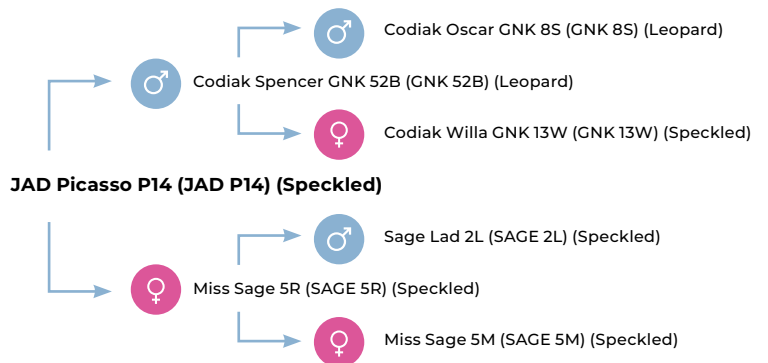 Codiak Oscar GNK 8S (GNK 8S) (Leopard)
Codiak Spencer GNK 52B (GNK 52B) (Leopard)
Codiak Willa GNK 13W (GNK 13W) (Speckled)
JAD Picasso P14 (JAD P14) (Speckled)
Sage Lad 2L (SAGE 2L) (Speckled)
Miss Sage 5R (SAGE 5R) (Speckled)
Miss Sage 5M (SAGE 5M) (Speckled)